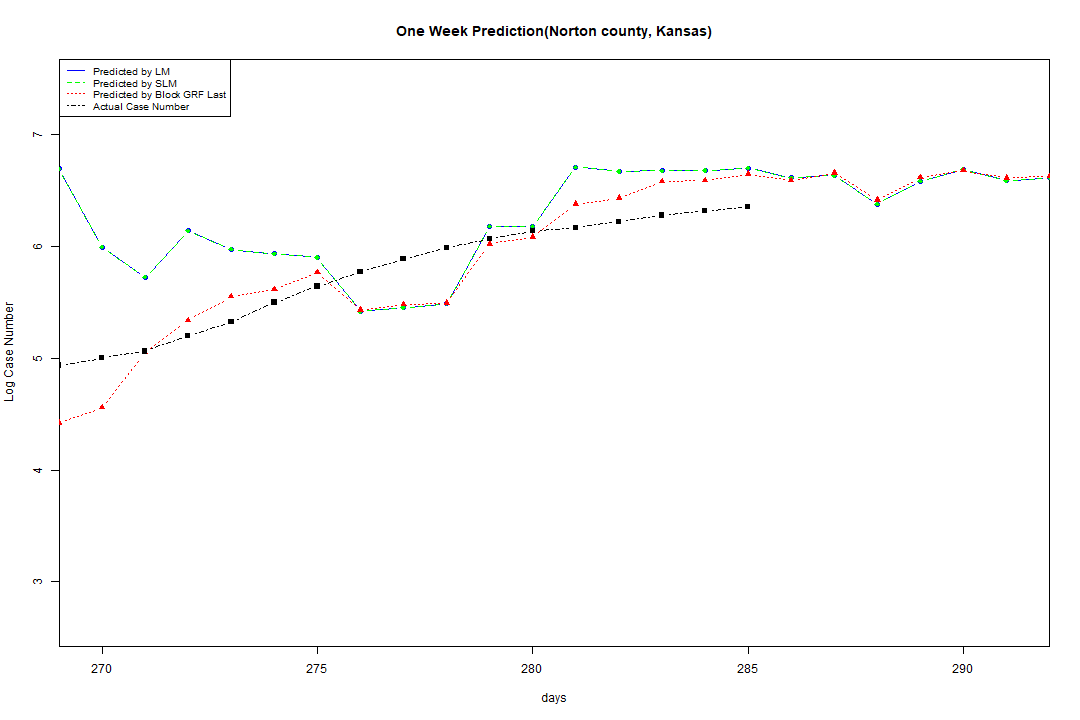 One Week Prediction(Norton county, Kansas)
Predicted by LM
Predicted by SLM
Predicted by Block GRF Last
Actual Case Number
7
6
5
4
3
Log Case Number
270 275 280 285 290
days